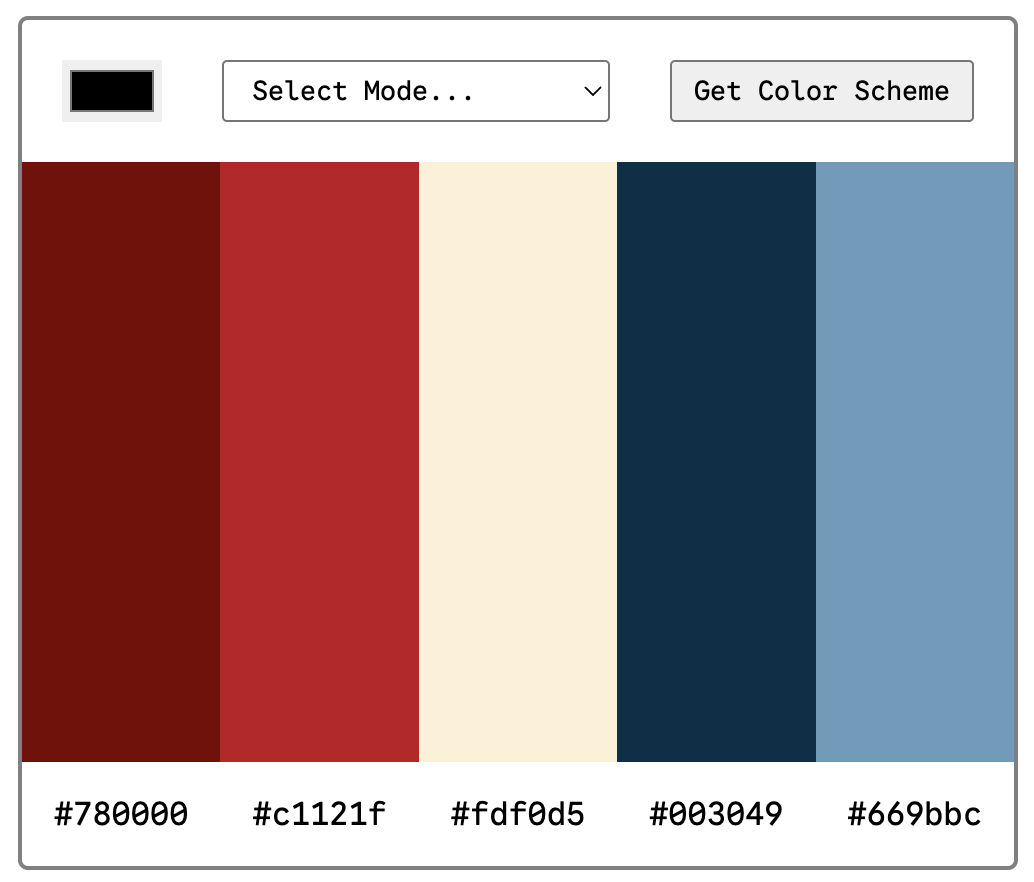 Select Mode...
Get Color Scheme
#780000
#c1121f
#fdf0d5
#003049
#669bbc